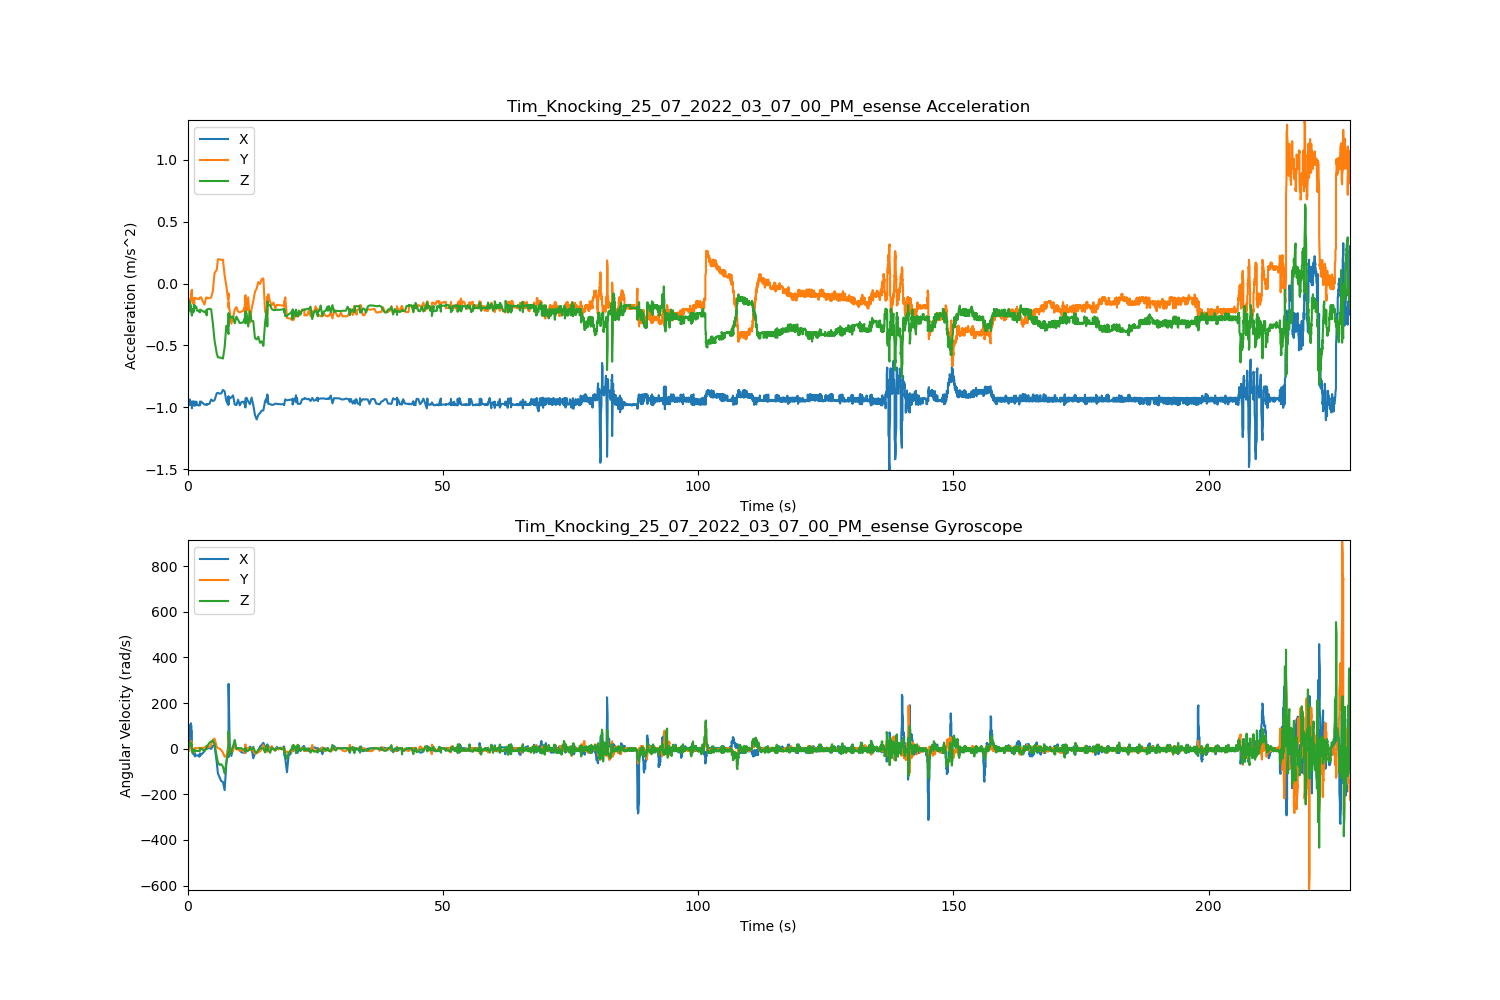 Tim_Knocking_25_07_2022_03_07_00_PM_esense Acceleration
X
Y
Z
Acceleration (m/s^2)
1.0
0.5
0.0
−0.5
−1.0
−1.5
0 50 100 150 200
Time (s)
Tim_Knocking_25_07_2022_03_07_00_PM_esense Gyroscope
X
Y
Z
Angular Velocity (rad/s)
800
600
400
200
0
−200
−400
−600
0 50 100 150 200
Time (s)